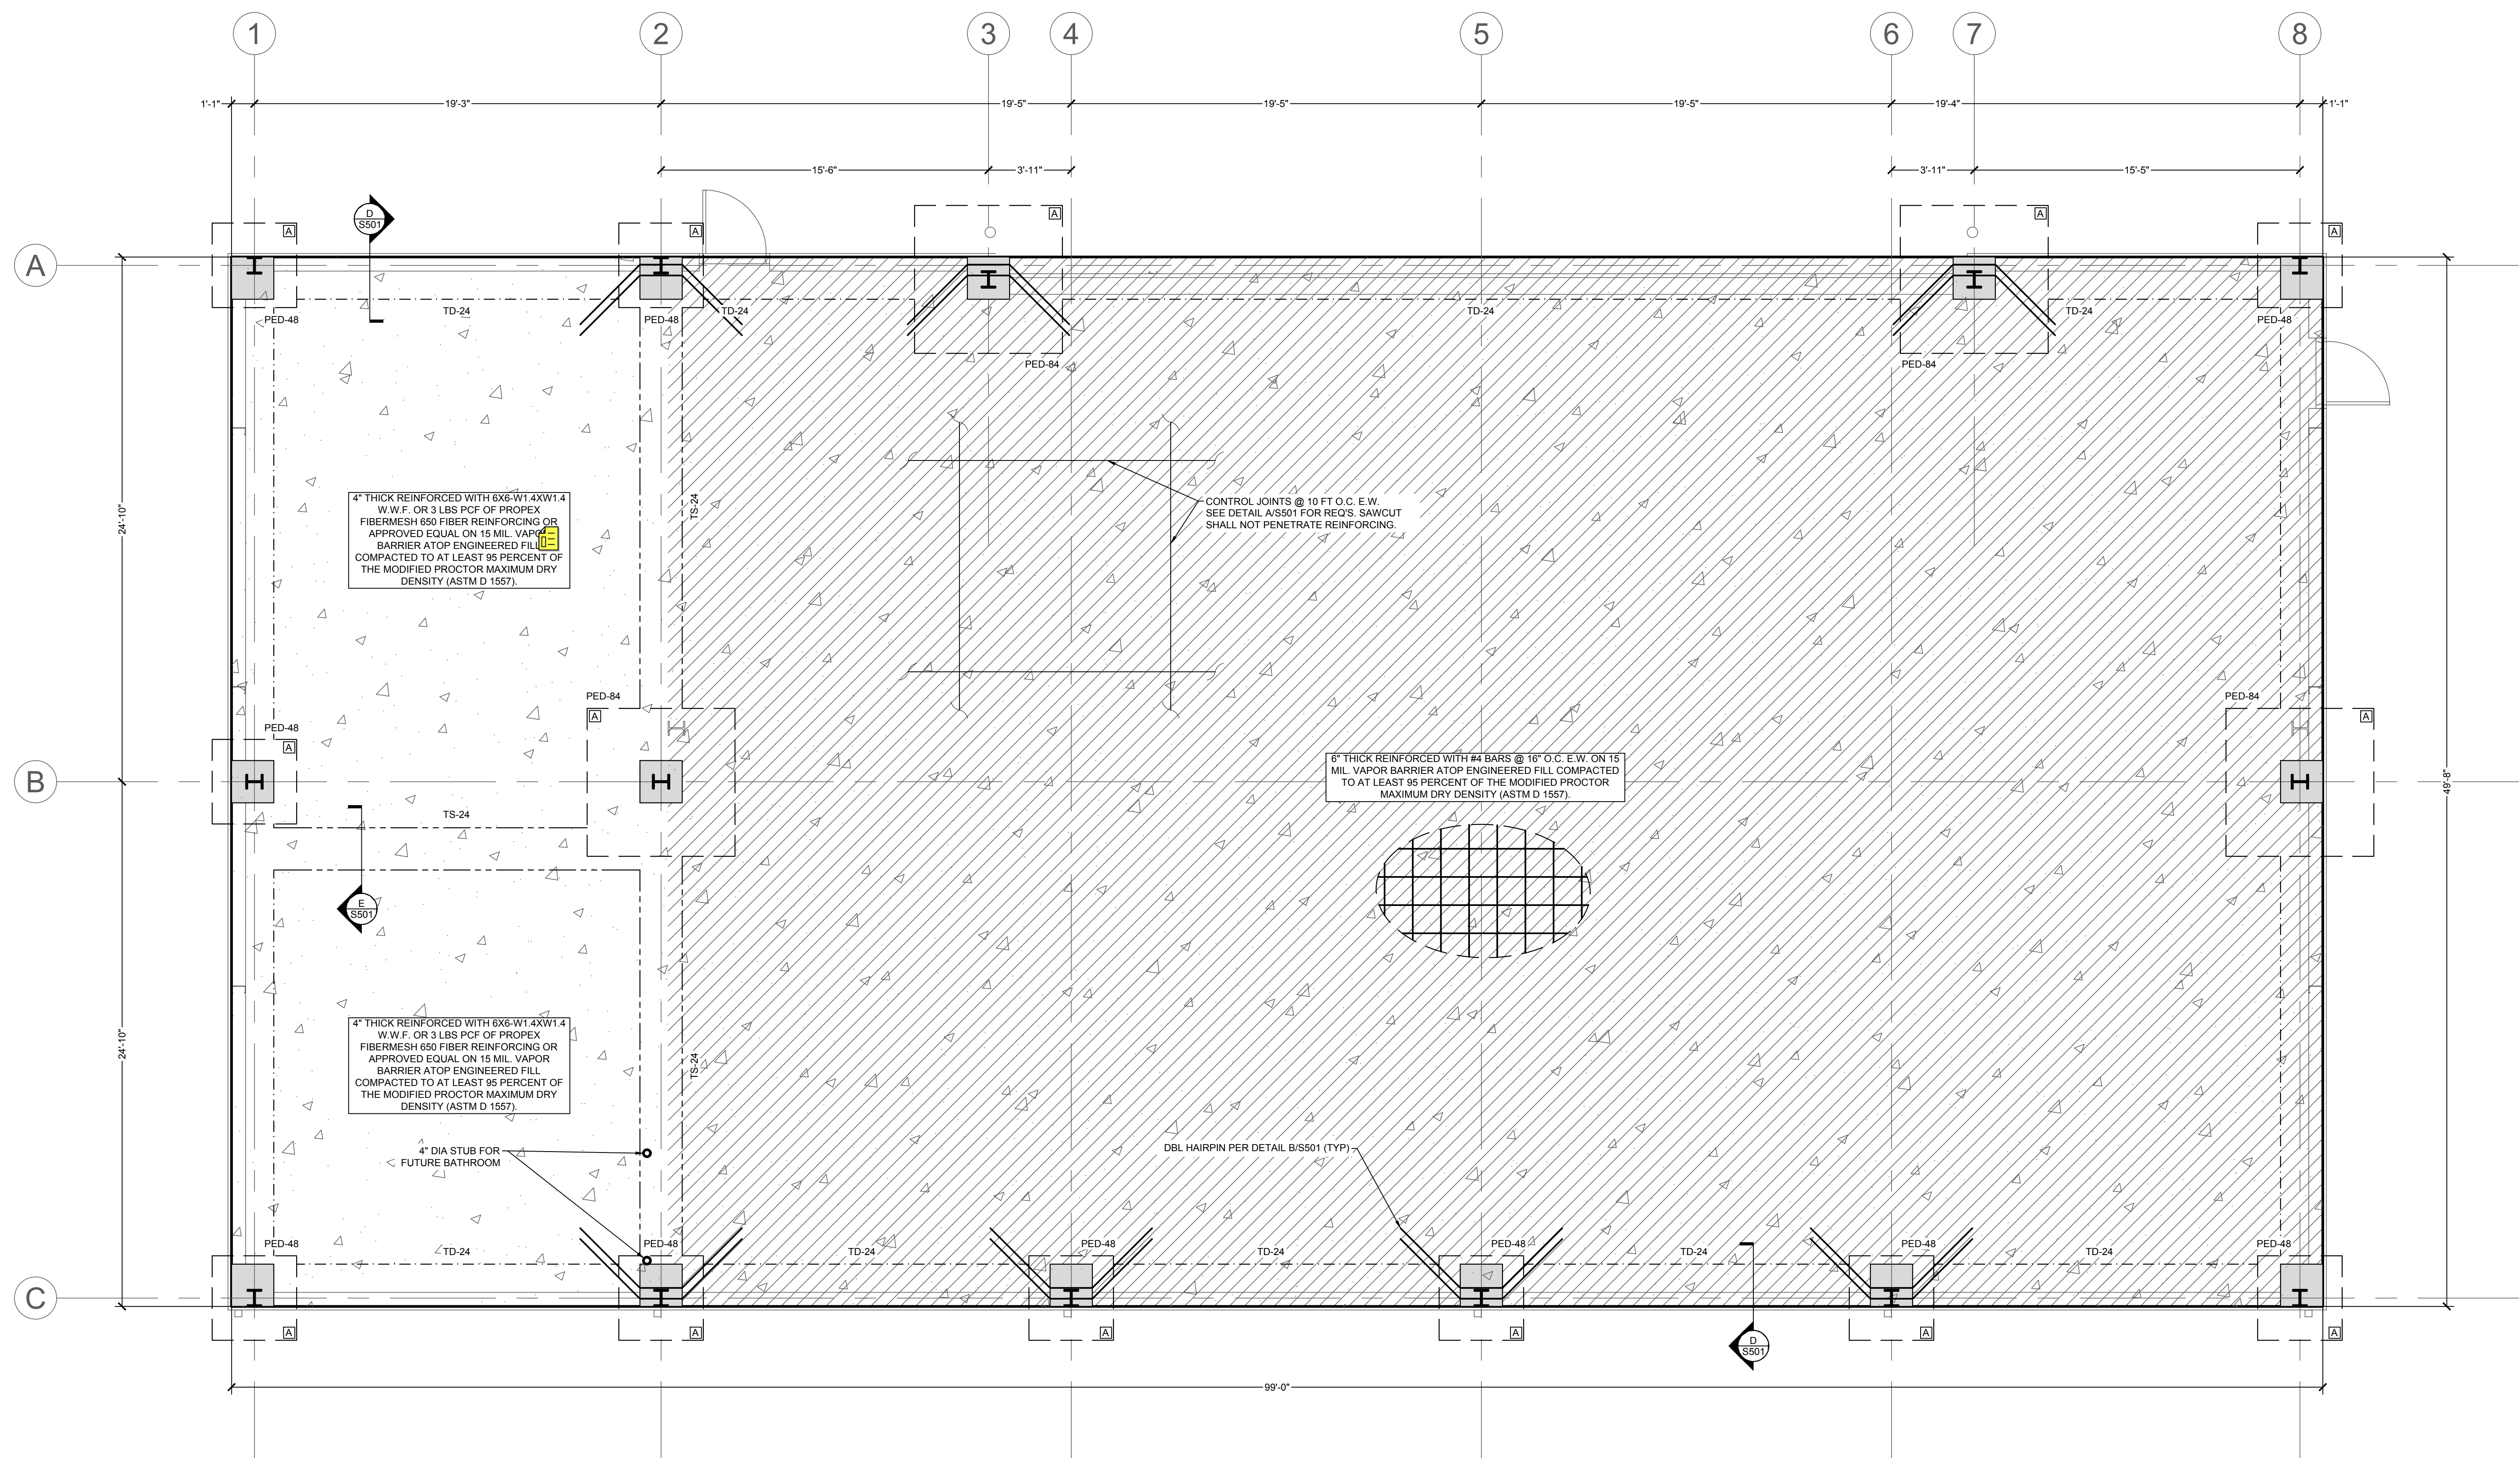 1
2
3
4
5
6
7
8
1'-1"
19'-3"
19'-5"
19'-5"
19'-5"
19'-4"
1'-1"
15'-6"
3'-11"
3'-11"
15'-5"
D
S501
A
A
A
A
A
A
PED-48
TD-24
PED-48
TD-24
TD-24
TD-24
PED-48
PED-84
PED-84
24'-10"
4" THICK REINFORCED WITH 6X6-W1.4XW1.4
W.W.F. OR 3 LBS PCF OF PROPEX
FIBERMESH 650 FIBER REINFORCING OR
APPROVED EQUAL ON 15 MIL. VAPOR
BARRIER ATOP ENGINEERED FILL
COMPACTED TO AT LEAST 95 PERCENT OF
THE MODIFIED PROCTOR MAXIMUM DRY
DENSITY (ASTM D 1557).
TS-24
CONTROL JOINTS @ 10 FT O.C. E.W.
SEE DETAIL A/S501 FOR REQ'S. SAWCUT
SHALL NOT PENETRATE REINFORCING.
PED-84
PED-84
A
A
PED-48
A
B
6" THICK REINFORCED WITH #4 BARS @ 16" O.C. E.W. ON 15
MIL. VAPOR BARRIER ATOP ENGINEERED FILL COMPACTED
TO AT LEAST 95 PERCENT OF THE MODIFIED PROCTOR
MAXIMUM DRY DENSITY (ASTM D 1557).
49'-8"
TS-24
E
S501
24'-10"
4" THICK REINFORCED WITH 6X6-W1.4XW1.4
W.W.F. OR 3 LBS PCF OF PROPEX
FIBERMESH 650 FIBER REINFORCING OR
APPROVED EQUAL ON 15 MIL. VAPOR
BARRIER ATOP ENGINEERED FILL
COMPACTED TO AT LEAST 95 PERCENT OF
THE MODIFIED PROCTOR MAXIMUM DRY
DENSITY (ASTM D 1557).
TS-24
4" DIA STUB FOR
FUTURE BATHROOM
DBL HAIRPIN PER DETAIL B/S501 (TYP)
PED-48
TD-24
PED-48
TD-24
PED-48
TD-24
PED-48
TD-24
PED-48
TD-24
PED-48
C
A
A
A
A
A
A
D
S501
99'-0"